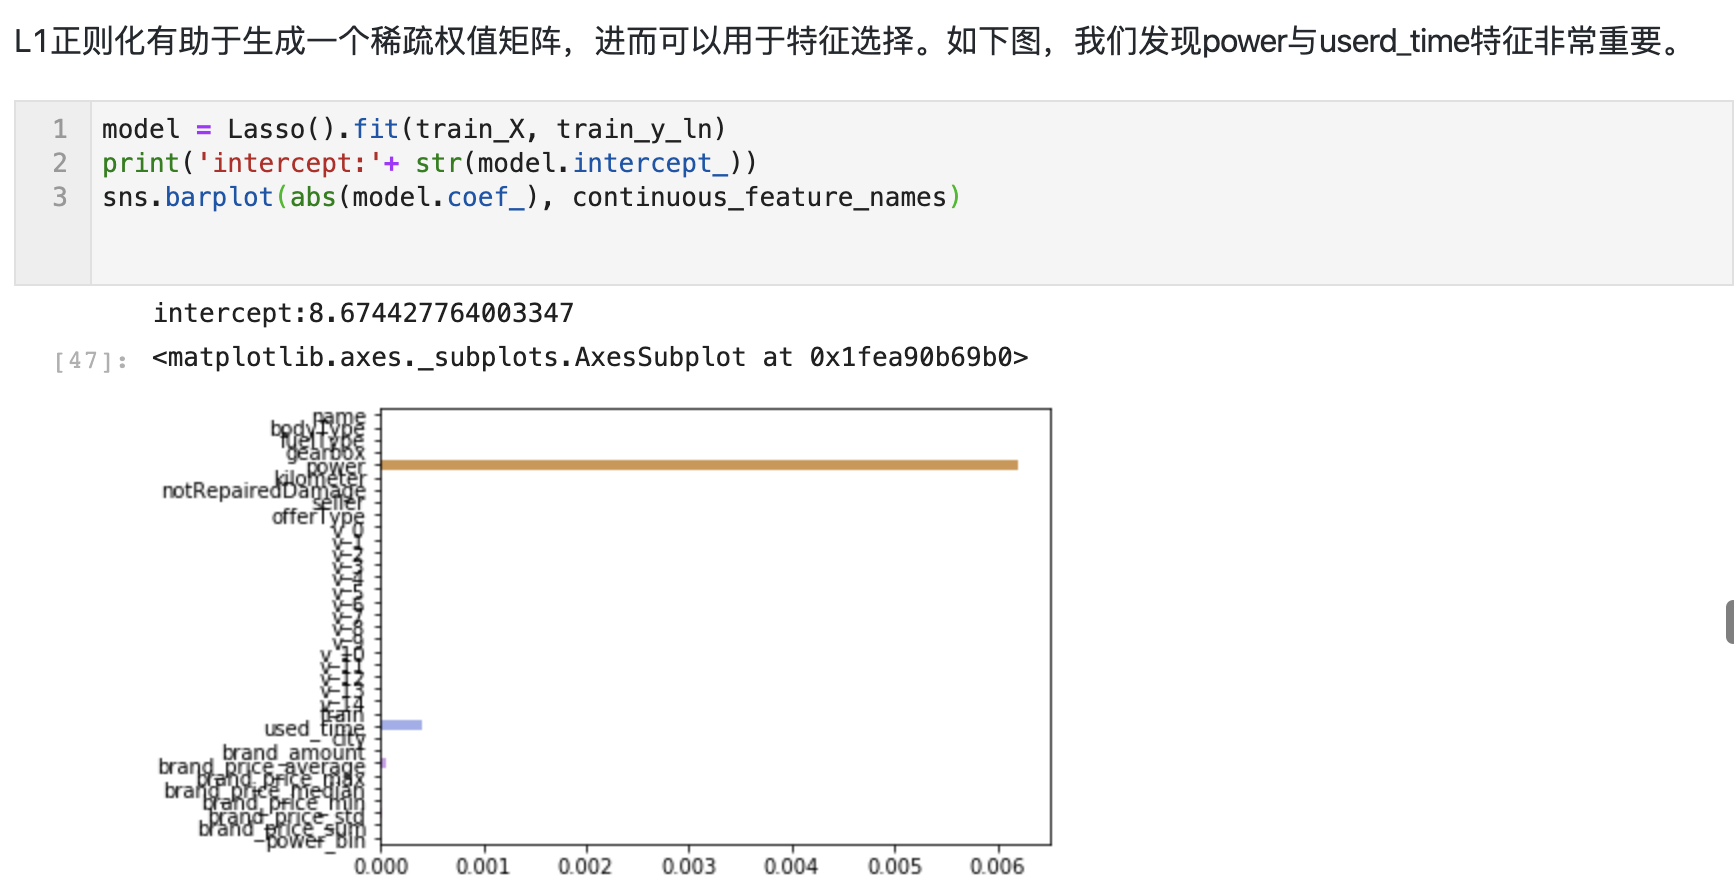 L1正则化有助于生成一个稀疏权值矩阵，进而可以用于特征选择。如下图，我们发现power与userd_time特征非常重要。
1 model = Lasso().fit(train_X, train_y_ln)
2 print('intercept:'+ str(model.intercept_))
3 sns.barplot(abs(model.coef_), continuous_feature_names)
intercept:8.674427764003347
[47]: <matplotlib.axes._subplots.AxesSubplot at 0x1fea90b69b0>
name
bodyType
fuelType
gearbox
power
kilometer
notRepairedDamage
seller
offerType
v_0
v_1
v_2
v_3
v_4
v_5
v_6
v_7
v_8
v_9
v_10
v_11
v_12
v_13
v_14
train
used_time
city
brand_amount
brand_price_average
brand_price_max
brand_price_median
brand_price_min
brand_price_std
brand_price_sum
power_bin
0.000 0.001 0.002 0.003 0.004 0.005 0.006